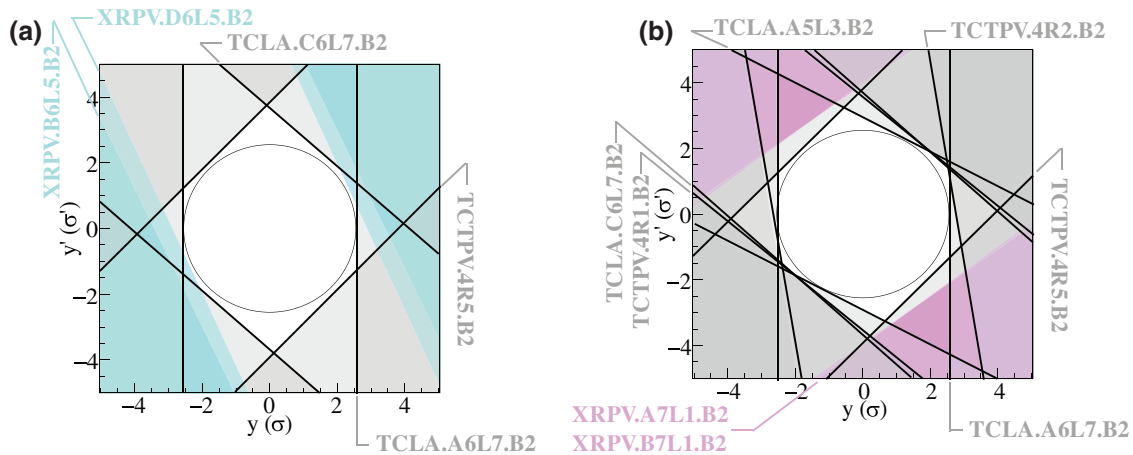 (a)
XRPV.D6L5.B2
XRPV.B6L5.B2
TCLA.C6L7.B2
TCTPV.4R5.B2
TCLA.A6L7.B2
y' (σ')
4
2
0
−2
−4
−4 −2 0 2 4
y (σ)
(b)
TCLA.A5L3.B2
TCTPV.4R2.B2
TCLA.C6L7.B2
TCTPV.4R1.B2
TCTPV.4R5.B2
y' (σ')
4
2
0
−2
−4
−4 −2 0 2 4
y (σ)
XRPV.A7L1.B2
XRPV.B7L1.B2
TCLA.A6L7.B2